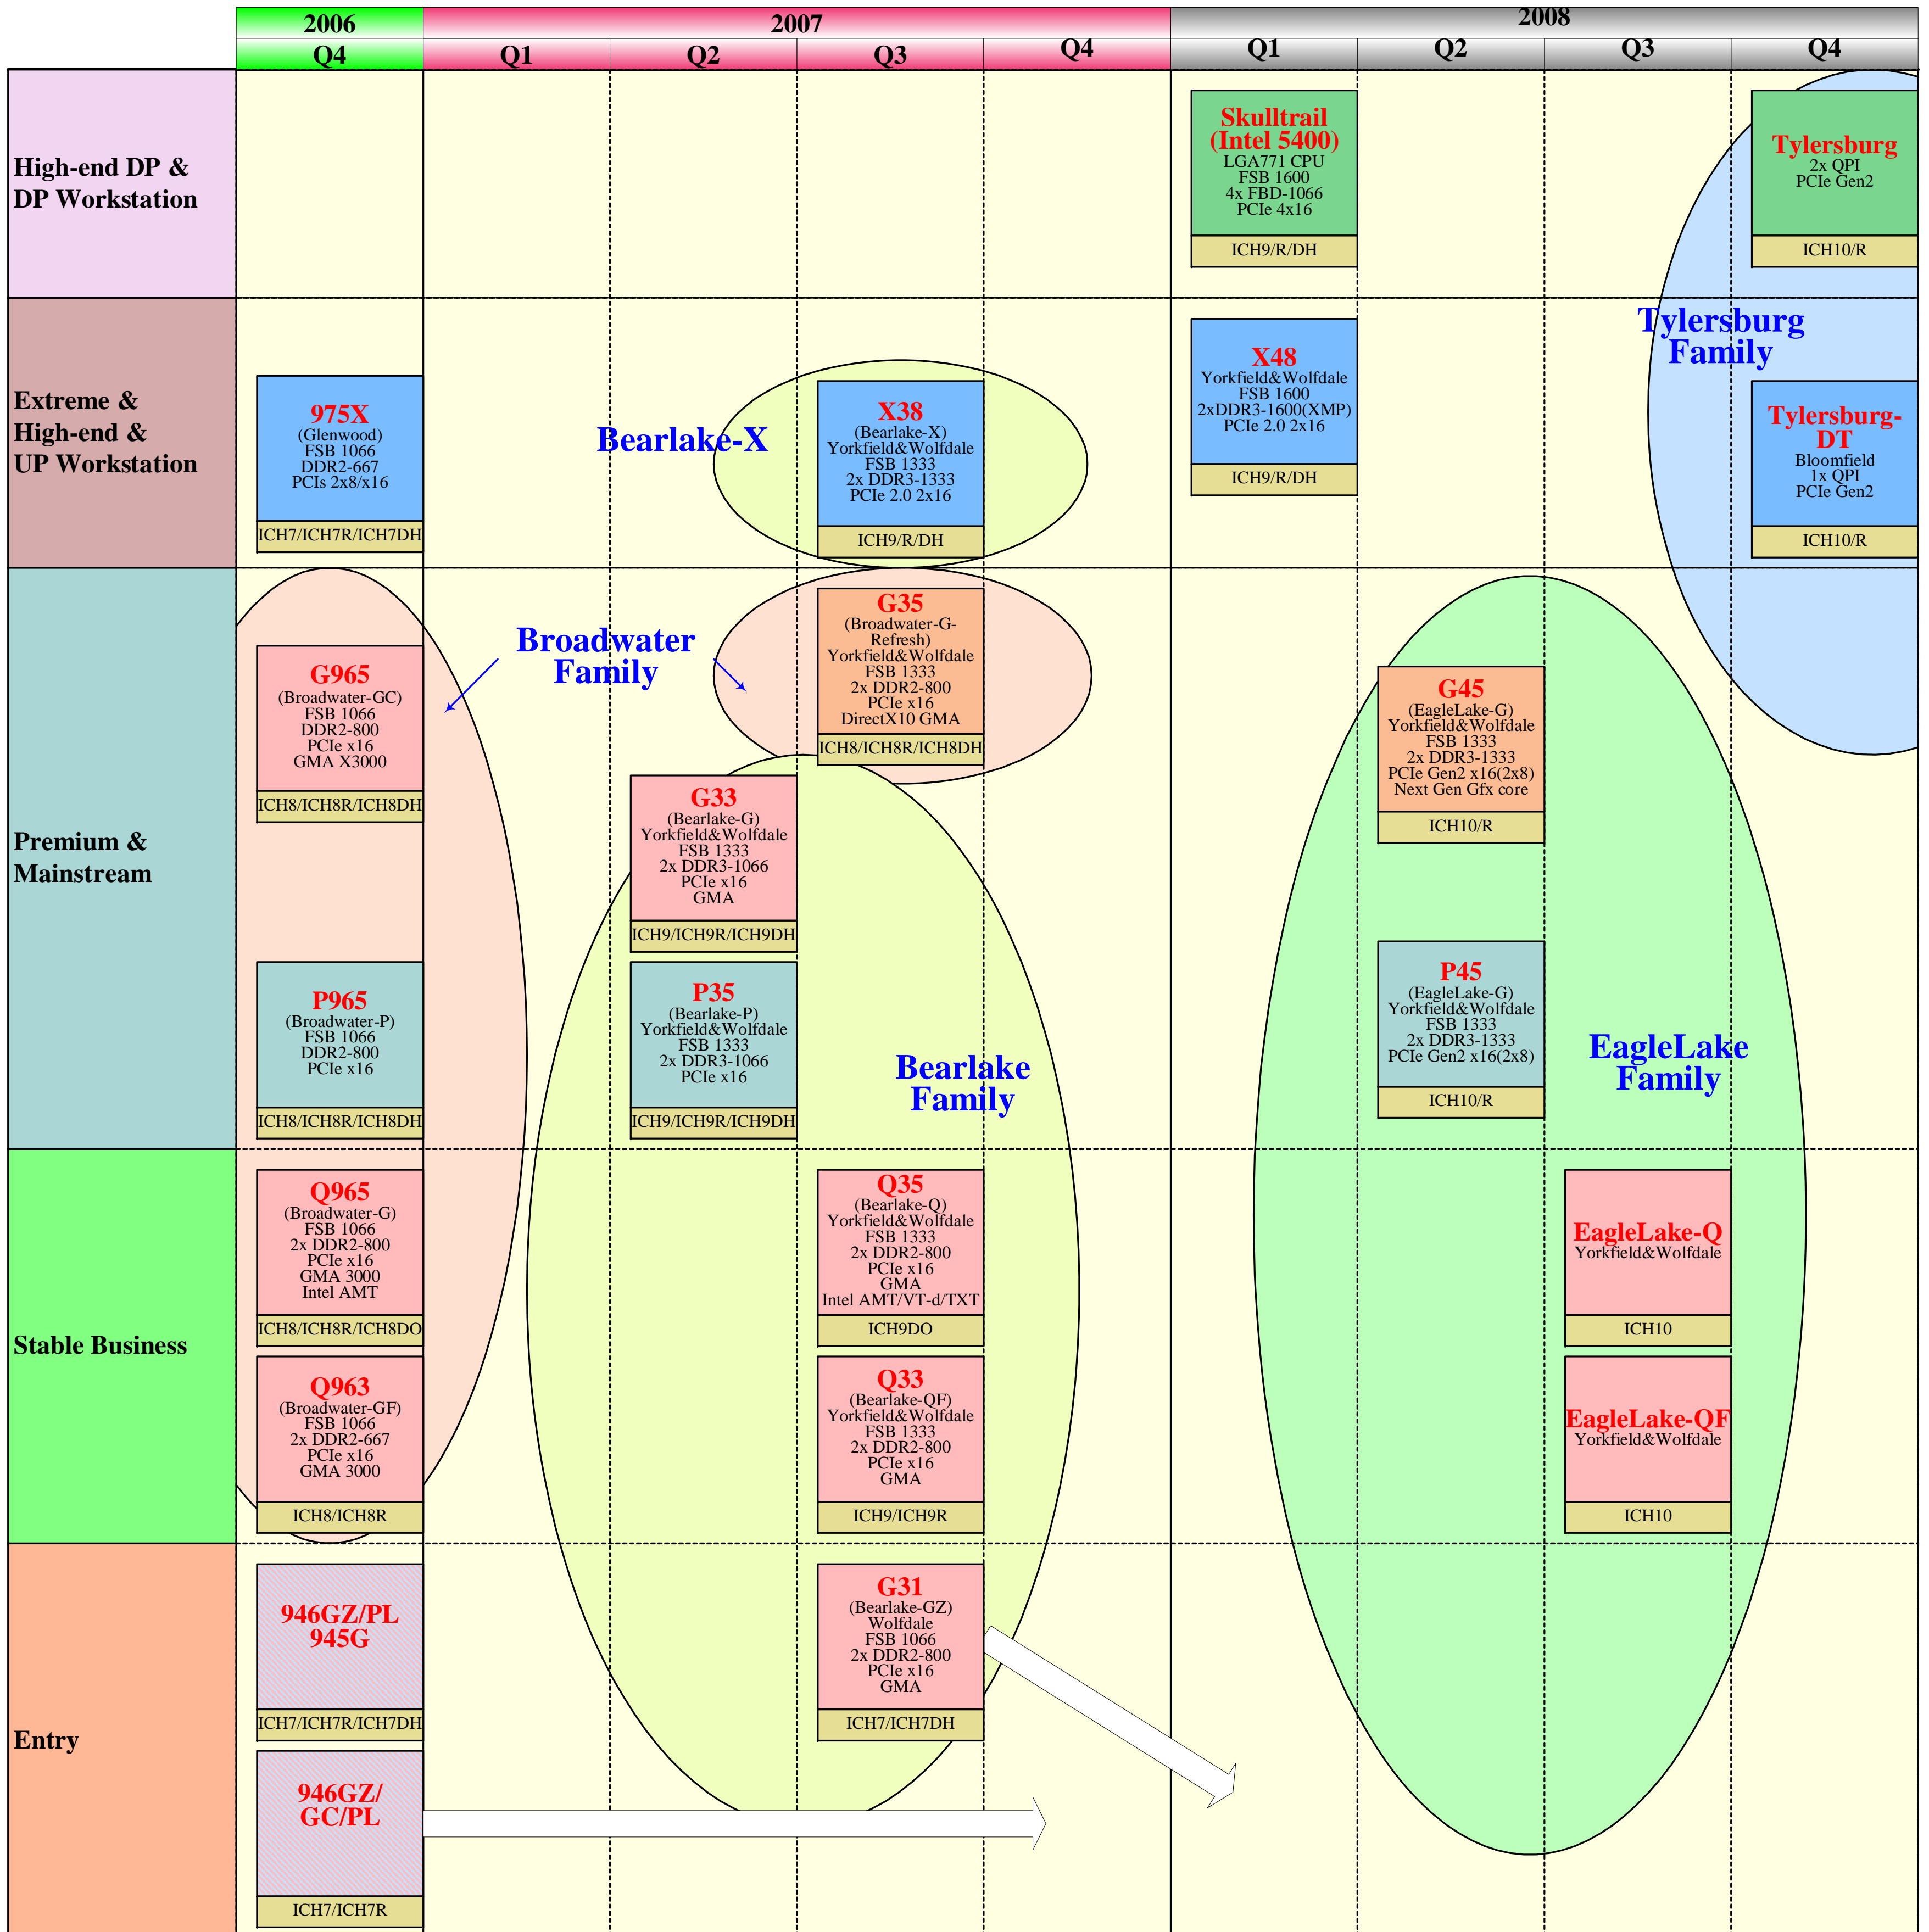 2006
2007
2008
Q4
Q1
Q2
Q3
Q4
Q1
Q2
Q3
Q4
High-end DP &
DP Workstation
Skulltrail
(Intel 5400)
LGA771 CPU
FSB 1600
4x FBD-1066
PCIe 4x16
ICH9/R/DH
Tylersburg
2x QPI
PCIe Gen2
ICH10/R
Tylersburg
Family
Extreme &
High-end &
UP Workstation
975X
(Glenwood)
FSB 1066
DDR2-667
PCIs 2x8/x16
ICH7/ICH7R/ICH7DH
Bearlake-X
X38
(Bearlake-X)
Yorkfield&Wolfdale
FSB 1333
2x DDR3-1333
PCIe 2.0 2x16
ICH9/R/DH
X48
Yorkfield&Wolfdale
FSB 1600
2xDDR3-1600(XMP)
PCIe 2.0 2x16
ICH9/R/DH
Tylersburg-
DT
Bloomfield
1x QPI
PCIe Gen2
ICH10/R
Premium &
Mainstream
G965
(Broadwater-GC)
FSB 1066
DDR2-800
PCIe x16
GMA X3000
ICH8/ICH8R/ICH8DH
Broadwater
Family
G35
(Broadwater-G-
Refresh)
Yorkfield&Wolfdale
FSB 1333
2x DDR2-800
PCIe x16
DirectX10 GMA
ICH8/ICH8R/ICH8DH
G33
(Bearlake-G)
Yorkfield&Wolfdale
FSB 1333
2x DDR3-1066
PCIe x16
GMA
ICH9/ICH9R/ICH9DH
G45
(EagleLake-G)
Yorkfield&Wolfdale
FSB 1333
2x DDR3-1333
PCIe Gen2 x16(2x8)
Next Gen Gfx core
ICH10/R
P965
(Broadwater-P)
FSB 1066
DDR2-800
PCIe x16
ICH8/ICH8R/ICH8DH
P35
(Bearlake-P)
Yorkfield&Wolfdale
FSB 1333
2x DDR3-1066
PCIe x16
ICH9/ICH9R/ICH9DH
Bearlake
Family
P45
(EagleLake-G)
Yorkfield&Wolfdale
FSB 1333
2x DDR3-1333
PCIe Gen2 x16(2x8)
ICH10/R
EagleLake
Family
Stable Business
Q965
(Broadwater-G)
FSB 1066
2x DDR2-800
PCIe x16
GMA 3000
Intel AMT
ICH8/ICH8R/ICH8DO
Q35
(Bearlake-Q)
Yorkfield&Wolfdale
FSB 1333
2x DDR2-800
PCIe x16
GMA
Intel AMT/VT-d/TXT
ICH9DO
EagleLake-Q
Yorkfield&Wolfdale
ICH10
Q963
(Broadwater-GF)
FSB 1066
2x DDR2-667
PCIe x16
GMA 3000
ICH8/ICH8R
Q33
(Bearlake-QF)
Yorkfield&Wolfdale
FSB 1333
2x DDR2-800
PCIe x16
GMA
ICH9/ICH9R
EagleLake-QF
Yorkfield&Wolfdale
ICH10
Entry
946GZ/PL
945G
ICH7/ICH7R/ICH7DH
G31
(Bearlake-GZ)
Wolfdale
FSB 1066
2x DDR2-800
PCIe x16
GMA
ICH7/ICH7DH
946GZ/
GC/PL
ICH7/ICH7R